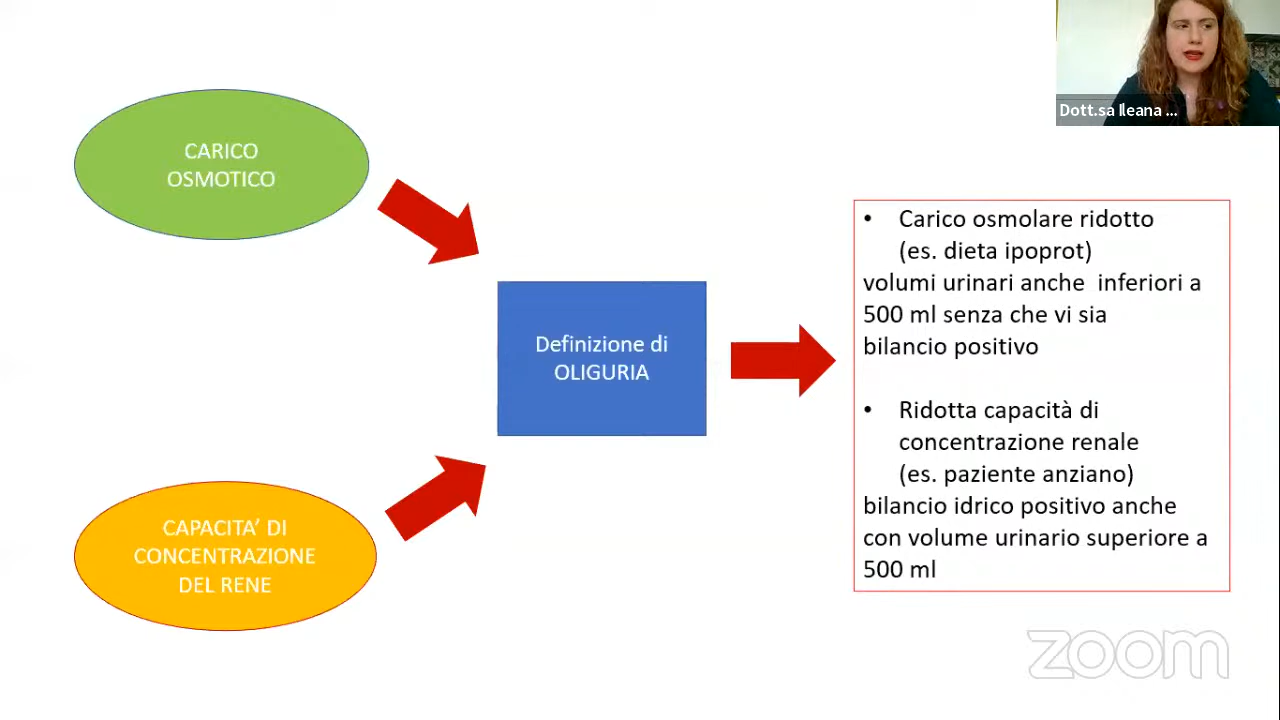 Dott.sa Ileana ...
CARICO
OSMOTICO
CAPACITA’ DI
CONCENTRAZIONE
DEL RENE
Definizione di
OLIGURIA
• Carico osmolare ridotto
(es. dieta ipoprot)
volumi urinari anche inferiori a
500 ml senza che vi sia
bilancio positivo
• Ridotta capacità di
concentrazione renale
(es. paziente anziano)
bilancio idrico positivo anche
con volume urinario superiore a
500 ml
zoom